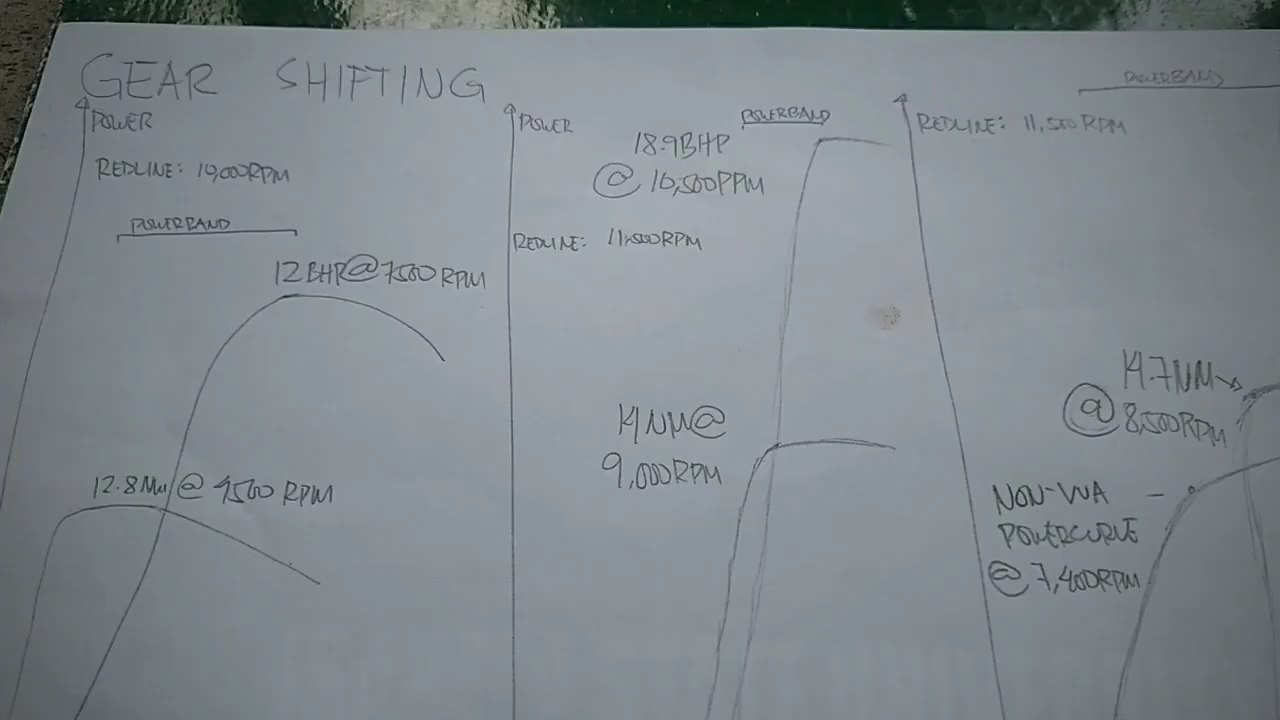 GEAR SHIFTING
POWER
REDLINE: 10,000RPM
POWERBAND
12BHP@7500 RPM
12.8NM @ 4500 RPM
POWER
POWERBAND
18.9BHP
@ 10,500RPM
REDLINE: 11,500RPM
14NM@
9,000RPM
POWERBAND
REDLINE: 11,500RPM
14.7NM
@ 8,500RPM
NON-VVA
POWERCURVE
@ 7,400RPM